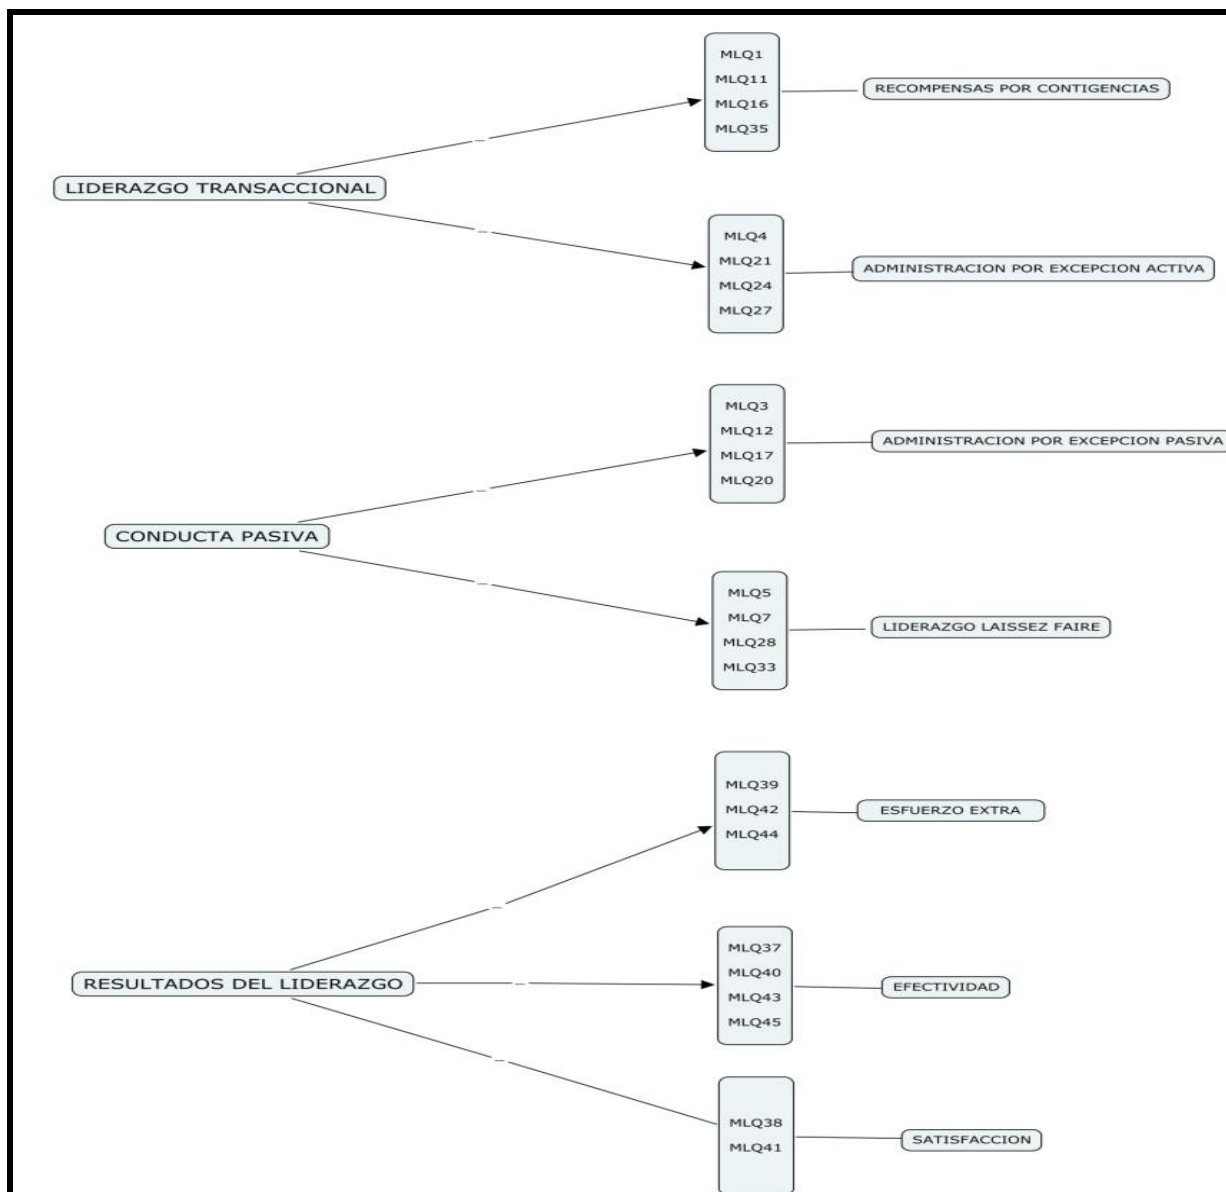 MLQ1
MLQ11
MLQ16
MLQ35
RECOMPENSAS POR CONTIGENCIAS
LIDERAZGO TRANSACCIONAL
MLQ4
MLQ21
MLQ24
MLQ27
ADMINISTRACION POR EXCEPCION ACTIVA
MLQ3
MLQ12
MLQ17
MLQ20
ADMINISTRACION POR EXCEPCION PASIVA
CONDUCTA PASIVA
MLQ5
MLQ7
MLQ28
MLQ33
LIDERAZGO LAISSEZ FAIRE
MLQ39
MLQ42
MLQ44
ESFUERZO EXTRA
RESULTADOS DEL LIDERAZGO
MLQ37
MLQ40
MLQ43
MLQ45
EFECTIVIDAD
MLQ38
MLQ41
SATISFACCION